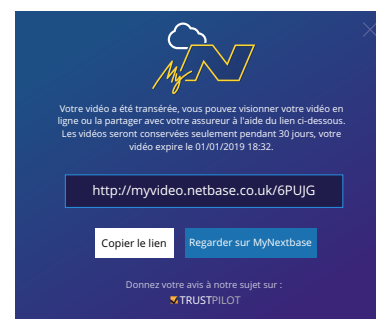 My N
Votre vidéo a été transérée, vous pouvez visionner votre vidéo en
ligne ou la partager avec votre assureur à l'aide du lien ci-dessous.
Les vidéos seront conservées seulement pendant 30 jours, votre
vidéo expire le 01/01/2019 18:32.
http://myvideo.netbase.co.uk/6PUJG
Copier le lien
Regarder sur MyNextbase
Donnez votre avis à notre sujet sur :
TRUSTPILOT